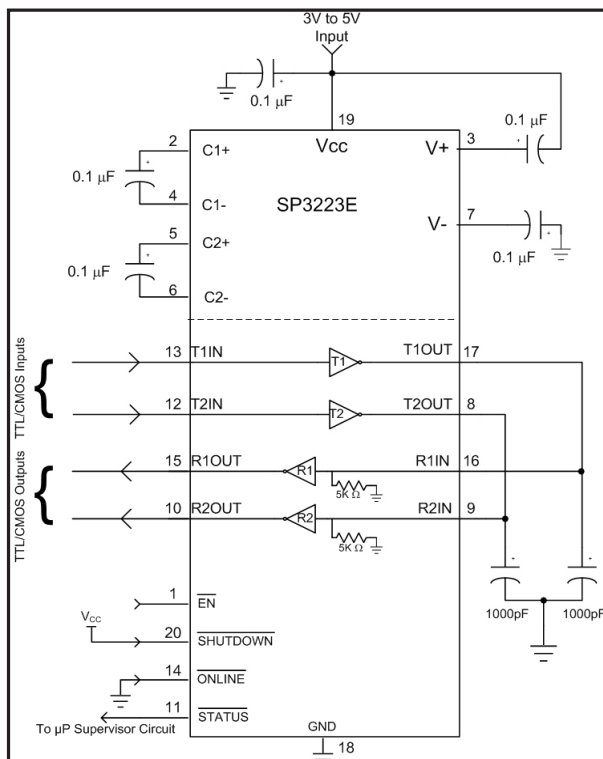 3V to 5V
Input
0.1 µF
19
0.1 µF
2
C1+
Vcc
V+
3
0.1 µF
4
C1-
SP3223E
5
C2+
V-
7
0.1 µF
6
C2-
0.1 µF
TTL/CMOS Inputs
13
T1IN
T1
T1OUT
17
12
T2IN
T2
T2OUT
8
TTL/CMOS Outputs
15
R1OUT
R1
R1IN
16
5K Ω
10
R2OUT
R2
R2IN
9
5K Ω
1
EN
1000pF
1000pF
VCC
20
SHUTDOWN
14
ONLINE
11
STATUS
To µP Supervisor Circuit
GND
18